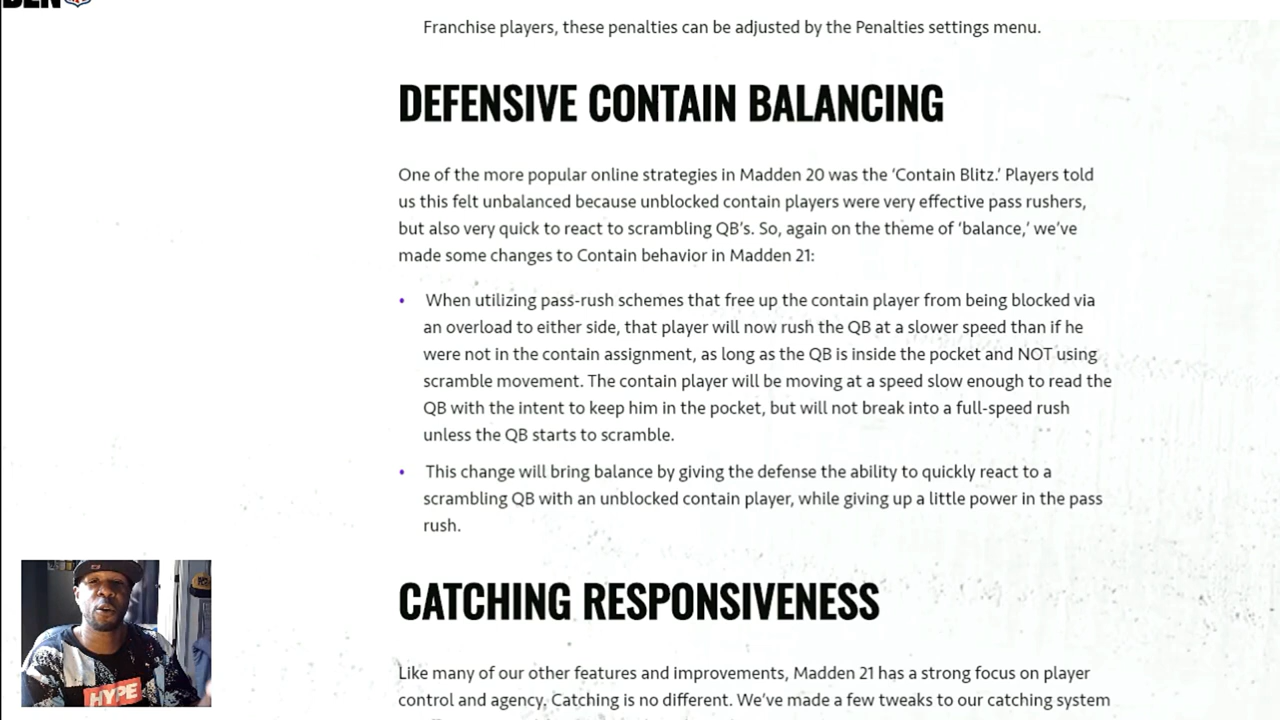 Franchise players, these penalties can be adjusted by the Penalties settings menu.
DEFENSIVE CONTAIN BALANCING
One of the more popular online strategies in Madden 20 was the ‘Contain Blitz.’ Players told
us this felt unbalanced because unblocked contain players were very effective pass rushers,
but also very quick to react to scrambling QB's. So, again on the theme of ‘balance,’ we've
made some changes to Contain behavior in Madden 21:
• When utilizing pass-rush schemes that free up the contain player from being blocked via
an overload to either side, that player will now rush the QB at a slower speed than if he
were not in the contain assignment, as long as the QB is inside the pocket and NOT using
scramble movement. The contain player will be moving at a speed slow enough to read the
QB with the intent to keep him in the pocket, but will not break into a full-speed rush
unless the QB starts to scramble.
• This change will bring balance by giving the defense the ability to quickly react to a
scrambling QB with an unblocked contain player, while giving up a little power in the pass
rush.
CATCHING RESPONSIVENESS
Like many of our other features and improvements, Madden 21 has a strong focus on player
control and agency, Catching is no different. We've made a few tweaks to our catching system
HYPE